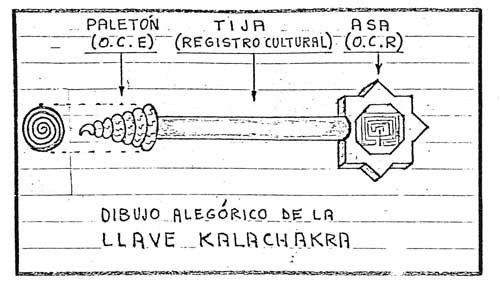 PALETÓN TIJA ASA
(O.C.E) (REGISTRO CULTURAL) (O.C.R)
DIBUJO ALEGÓRICO DE LA
LLAVE KALACHAKRA